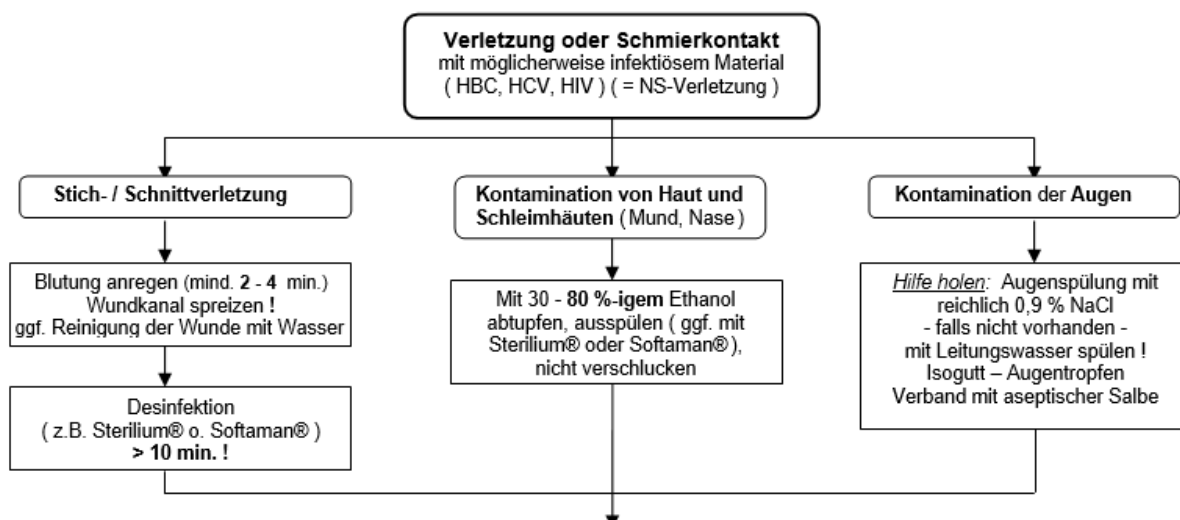 Verletzung oder Schmierkontakt
mit möglicherweise infektiösem Material
( HBC, HCV, HIV ) ( = NS-Verletzung )
Stich- / Schnittverletzung
Blutung anregen (mind. 2 - 4 min.)
Wundkanal spreizen !
ggf. Reinigung der Wunde mit Wasser
Desinfektion
( z.B. Sterilium® o. Softaman® )
> 10 min. !
Kontamination von Haut und
Schleimhäuten ( Mund, Nase )
Mit 30 - 80 %-igem Ethanol
abtupfen, ausspülen ( ggf. mit
Sterilium® oder Softaman® ),
nicht verschlucken
Kontamination der Augen
Hilfe holen: Augenspülung mit
reichlich 0,9 % NaCl
- falls nicht vorhanden -
mit Leitungswasser spülen !
Isogutt – Augentropfen
Verband mit aseptischer Salbe